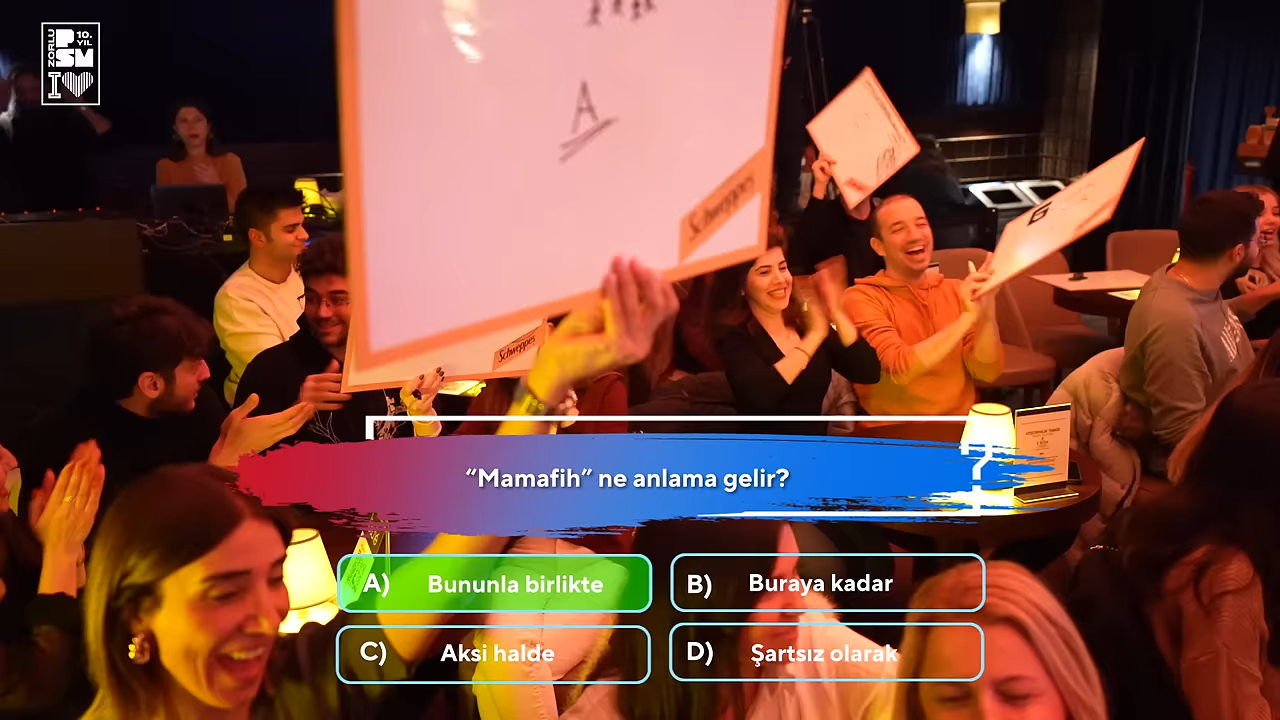 ZORLU
PSM
10.
YIL
I
A
Schweppes
Schweppes
“Mamafih” ne anlama gelir?
A) Bununla birlikte
B) Buraya kadar
C) Aksi halde
D) Şartsız olarak